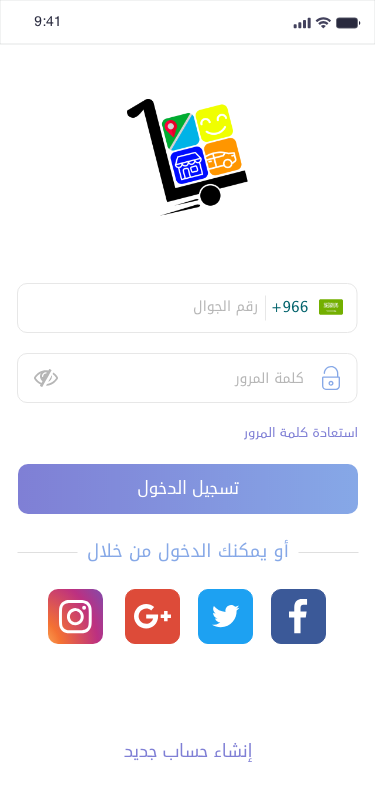 9:41
+966 رقم الجوال
كلمة المرور
استعادة كلمة المرور
تسجيل الدخول
أو يمكنك الدخول من خلال
إنشاء حساب جديد